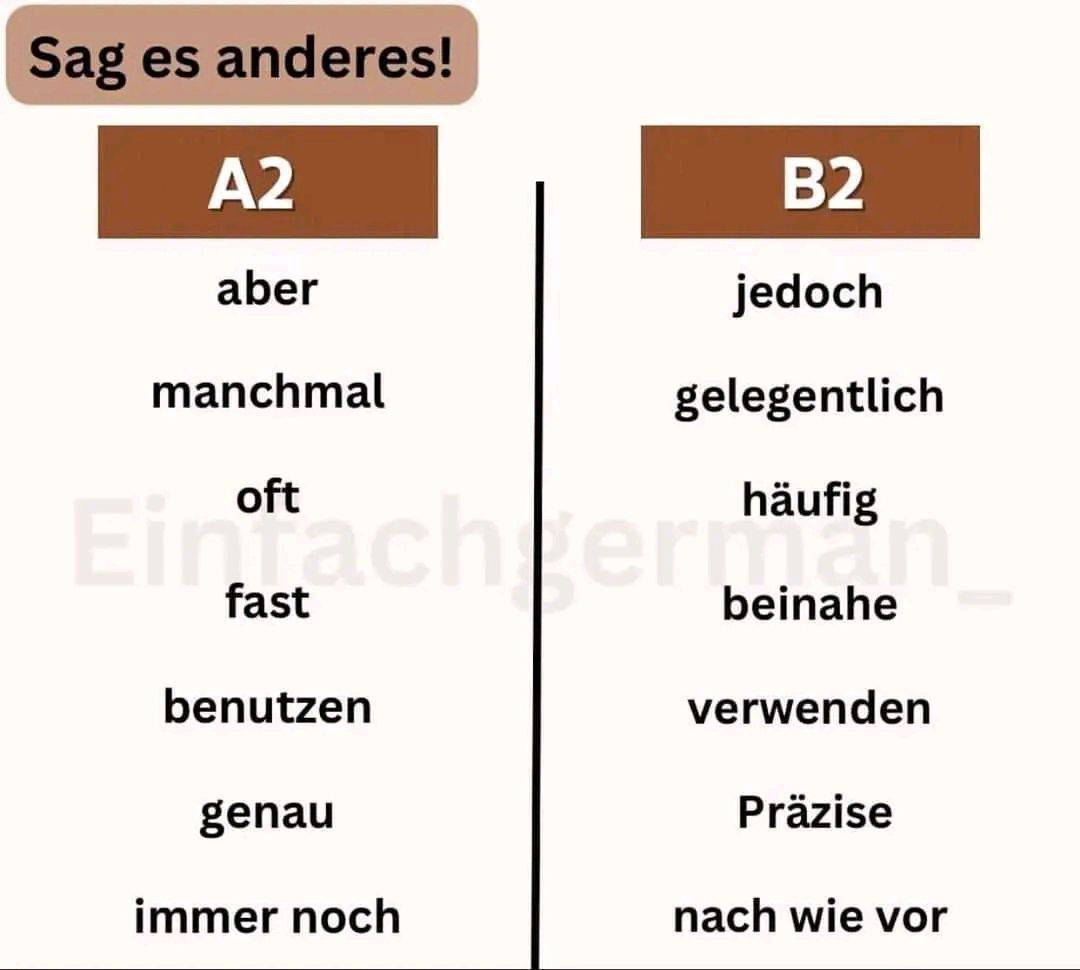 Sag es anderes!
A2 B2
aber jedoch
manchmal gelegentlich
oft häufig
Einfachgerman_
fast beinahe
benutzen verwenden
genau Präzise
immer noch nach wie vor